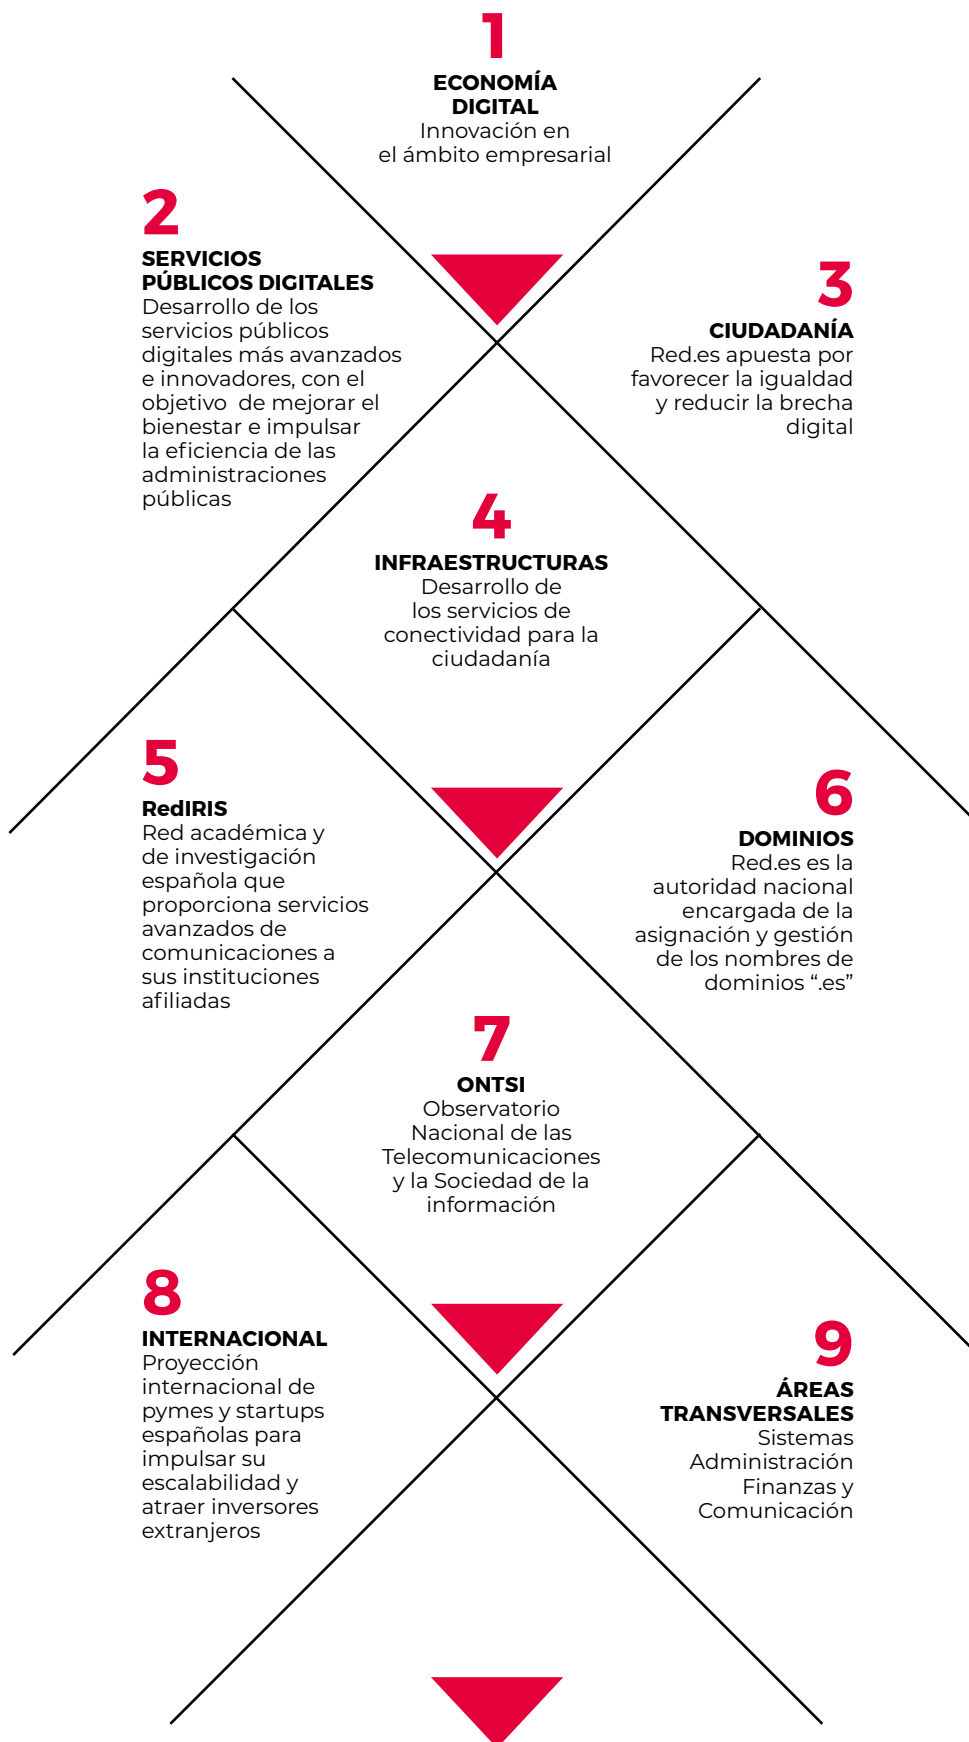 1
ECONOMÍA
DIGITAL
Innovación en
el ámbito empresarial
2
SERVICIOS
PÚBLICOS DIGITALES
Desarrollo de los
servicios públicos
digitales más avanzados
e innovadores, con el
objetivo de mejorar el
bienestar e impulsar
la eficiencia de las
administraciones
públicas
3
CIUDADANÍA
Red.es apuesta por
favorecer la igualdad
y reducir la brecha
digital
4
INFRAESTRUCTURAS
Desarrollo de
los servicios de
conectividad para la
ciudadanía
5
RedIRIS
Red académica y
de investigación
española que
proporciona servicios
avanzados de
comunicaciones a
sus instituciones
afiliadas
6
DOMINIOS
Red.es es la
autoridad nacional
encargada de la
asignación y gestión
de los nombres de
dominios “.es”
7
ONTSI
Observatorio
Nacional de las
Telecomunicaciones
y la Sociedad de la
información
8
INTERNACIONAL
Proyección
internacional de
pymes y startups
españolas para
impulsar su
escalabilidad y
atraer inversores
extranjeros
9
ÁREAS
TRANSVERSALES
Sistemas
Administración
Finanzas y
Comunicación